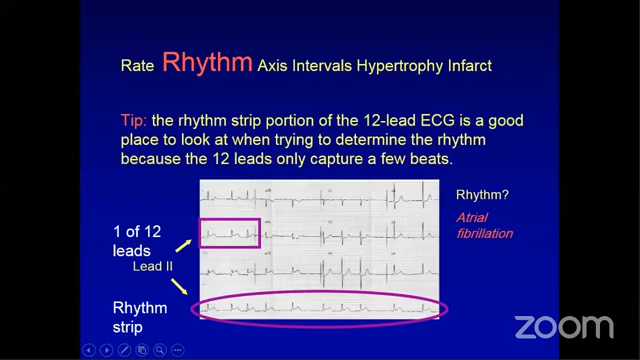 Rate Rhythm Axis Intervals Hypertrophy Infarct
Tip: the rhythm strip portion of the 12-lead ECG is a good
place to look at when trying to determine the rhythm
because the 12 leads only capture a few beats.
Rhythm?
Atrial
fibrillation
1 of 12
leads
Lead II
Rhythm
strip
zoom